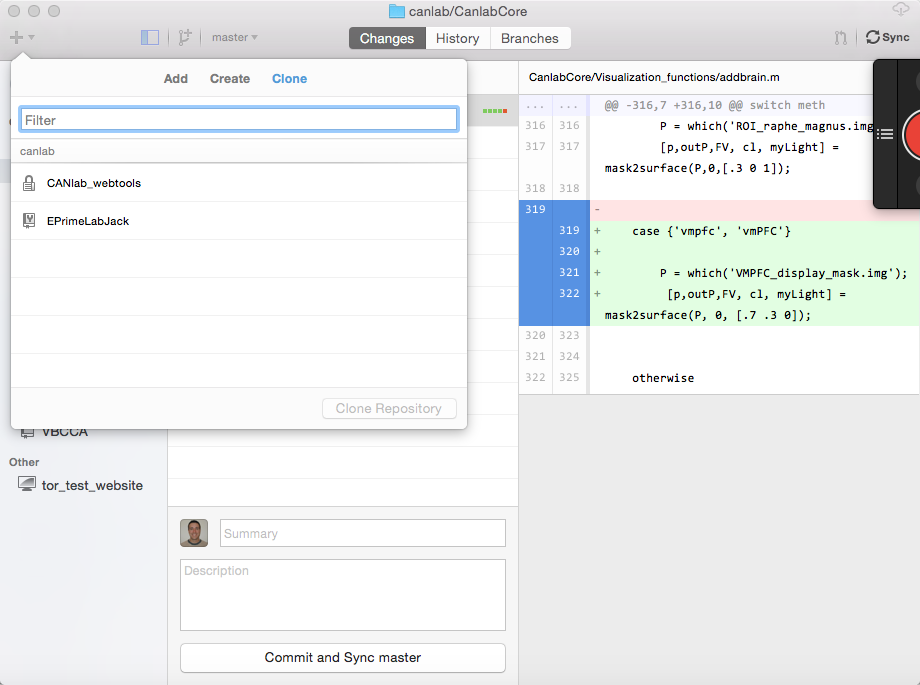 canlab/CanlabCore
master
Changes
History
Branches
Sync
Add
Create
Clone
Filter
canlab
CANlab_webtools
EPrimeLabJack
Clone Repository
VBCCA
Other
tor_test_website
Summary
Description
Commit and Sync master
CanlabCore/Visualization_functions/addbrain.m
... ... @@ -316,7 +316,10 @@ switch meth
316 316 P = which('ROI_raphe_magnus.img
317 317 [p,outP,FV, cl, myLight] =
mask2surface(P,0,[.3 0 1]);
318 318
319 -
319 + case {'vmpfc', 'vmPFC'}
320 +
321 + P = which('VMPFC_display_mask.img');
322 + [p,outP,FV, cl, myLight] =
mask2surface(P, 0, [.7 .3 0]);
320 323
321 324
322 325 otherwise